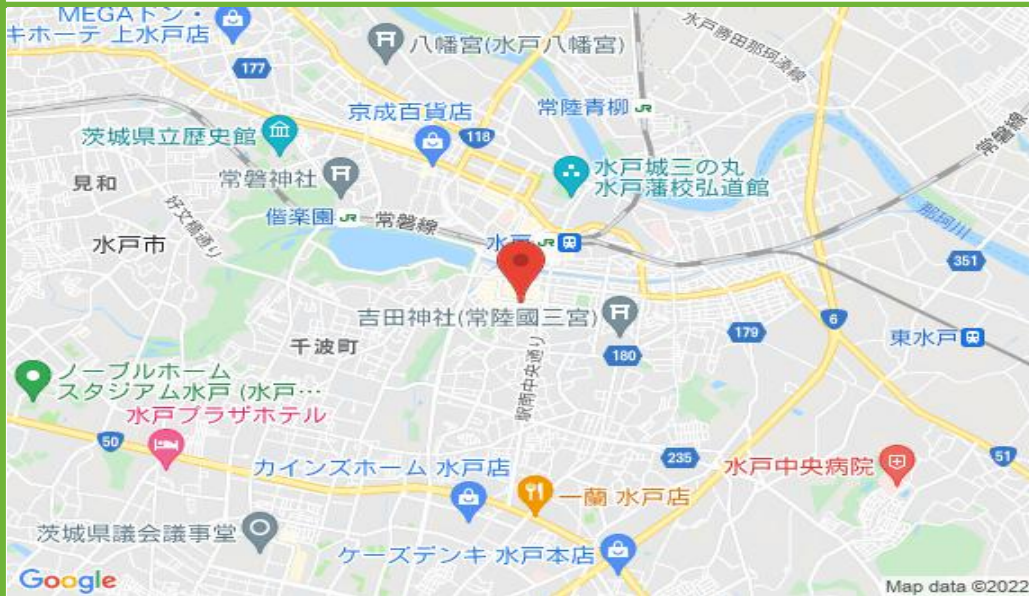 MEGAドン・
キホーテ 上水戸店
八幡宮(水戸八幡宮)
水戸勝田那珂湊線
177
京成百貨店
常陸青柳 JR
118
茨城県立歴史館
水戸城三の丸
水戸藩校弘道館
見和
常磐神社
好文橋通り
偕楽園 JR
常磐線
那珂川
水戸市
水戸 JR
351
吉田神社(常陸國三宮)
6
179
千波町
180
東水戸
駅南中央通り
ノーブルホーム
スタジアム水戸 (水戸…
水戸プラザホテル
50
235
51
カインズホーム 水戸店
水戸中央病院
一蘭 水戸店
茨城県議会議事堂
ケーズデンキ 水戸本店
Google
Map data ©2022